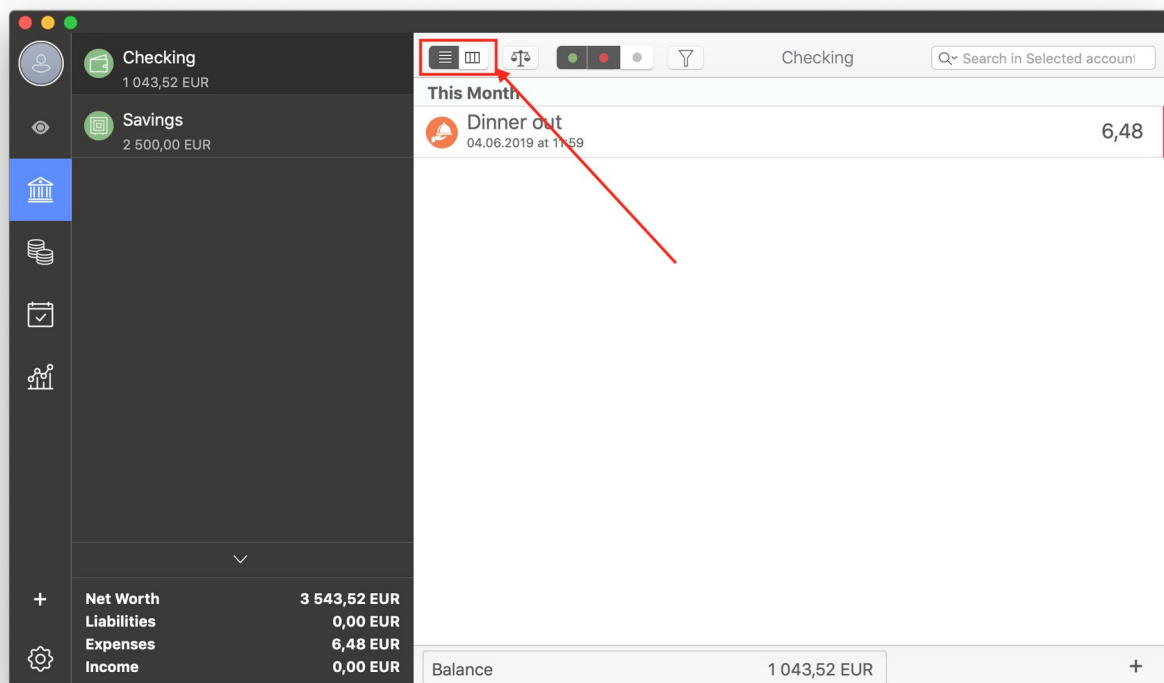 Checking
1 043,52 EUR
Savings
2 500,00 EUR
Net Worth 3 543,52 EUR
Liabilities 0,00 EUR
Expenses 6,48 EUR
Income 0,00 EUR
Checking
Search in Selected account
This Month
Dinner out
04.06.2019 at 11:59
6,48
Balance 1 043,52 EUR